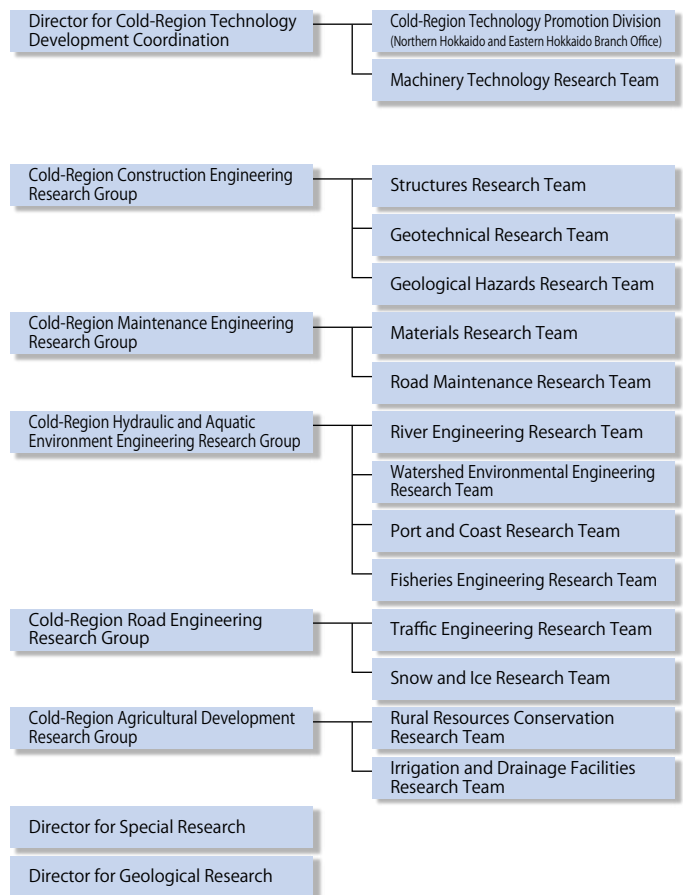 Director for Cold-Region Technology
Development Coordination
Cold-Region Technology Promotion Division
(Northern Hokkaido and Eastern Hokkaido Branch Office)
Machinery Technology Research Team
Cold-Region Construction Engineering
Research Group
Structures Research Team
Geotechnical Research Team
Geological Hazards Research Team
Cold-Region Maintenance Engineering
Research Group
Materials Research Team
Road Maintenance Research Team
Cold-Region Hydraulic and Aquatic
Environment Engineering Research Group
River Engineering Research Team
Watershed Environmental Engineering
Research Team
Port and Coast Research Team
Fisheries Engineering Research Team
Cold-Region Road Engineering
Research Group
Traffic Engineering Research Team
Snow and Ice Research Team
Cold-Region Agricultural Development
Research Group
Rural Resources Conservation
Research Team
Irrigation and Drainage Facilities
Research Team
Director for Special Research
Director for Geological Research